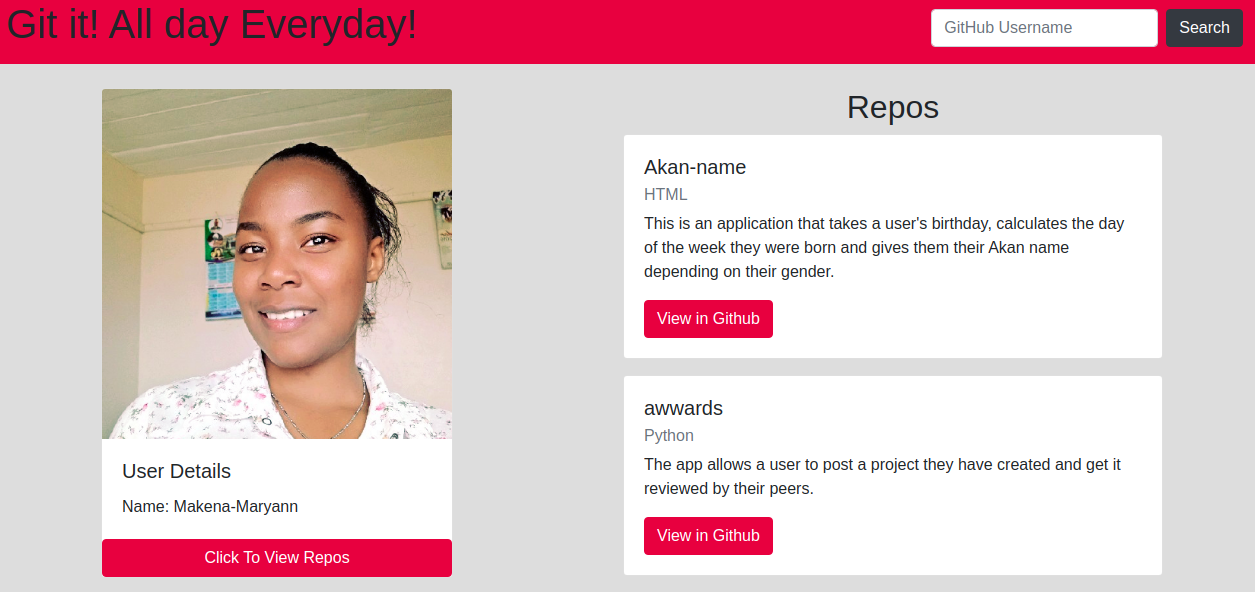 Git it! All day Everyday!
GitHub Username
Search
User Details
Name: Makena-Maryann
Click To View Repos
Repos
Akan-name
HTML
This is an application that takes a user's birthday, calculates the day
of the week they were born and gives them their Akan name
depending on their gender.
View in Github
awwards
Python
The app allows a user to post a project they have created and get it
reviewed by their peers.
View in Github